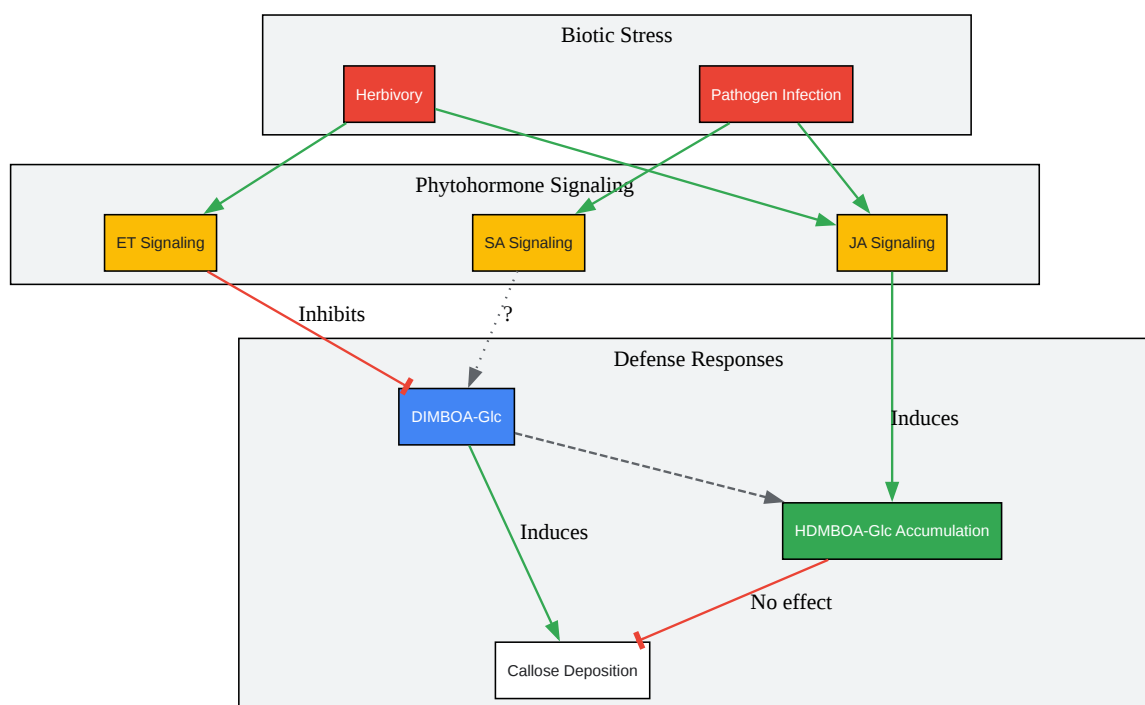 Biotic Stress
Herbivory
Pathogen Infection
Phytohormone Signaling
ET Signaling
SA Signaling
JA Signaling
Inhibits
?
Defense Responses
DIMBOA-Glc
Induces
HDMBOA-Glc Accumulation
Induces
No effect
Callose Deposition